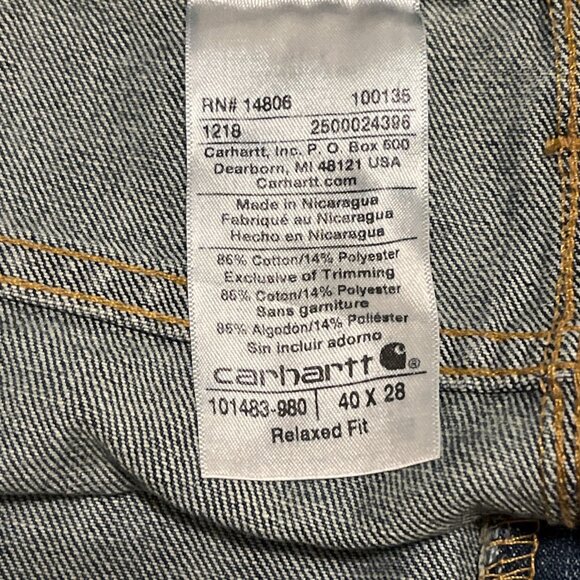 RN# 14806 100135
1218 2500024396
Carhartt, Inc. P. O. Box 600
Dearborn, MI 48121 USA
Carhartt.com
Made in Nicaragua
Fabriqué au Nicaragua
Hecho en Nicaragua
86% Cotton/14% Polyester
Exclusive of Trimming
86% Coton/14% Polyester
Sans garniture
86% Algodón/14% Poliéster
Sin incluir adorno
carhartt ®
101483-980 | 40 X 28
Relaxed Fit